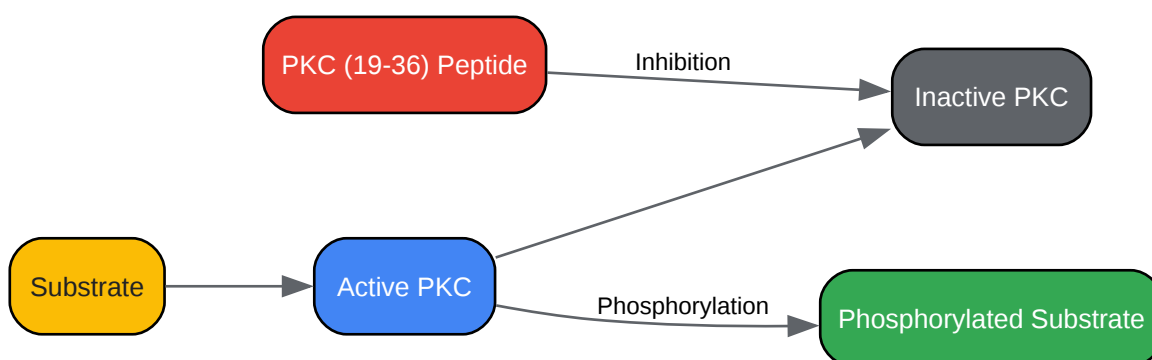 PKC (19-36) Peptide
Inhibition
Inactive PKC
Substrate
Active PKC
Phosphorylation
Phosphorylated Substrate